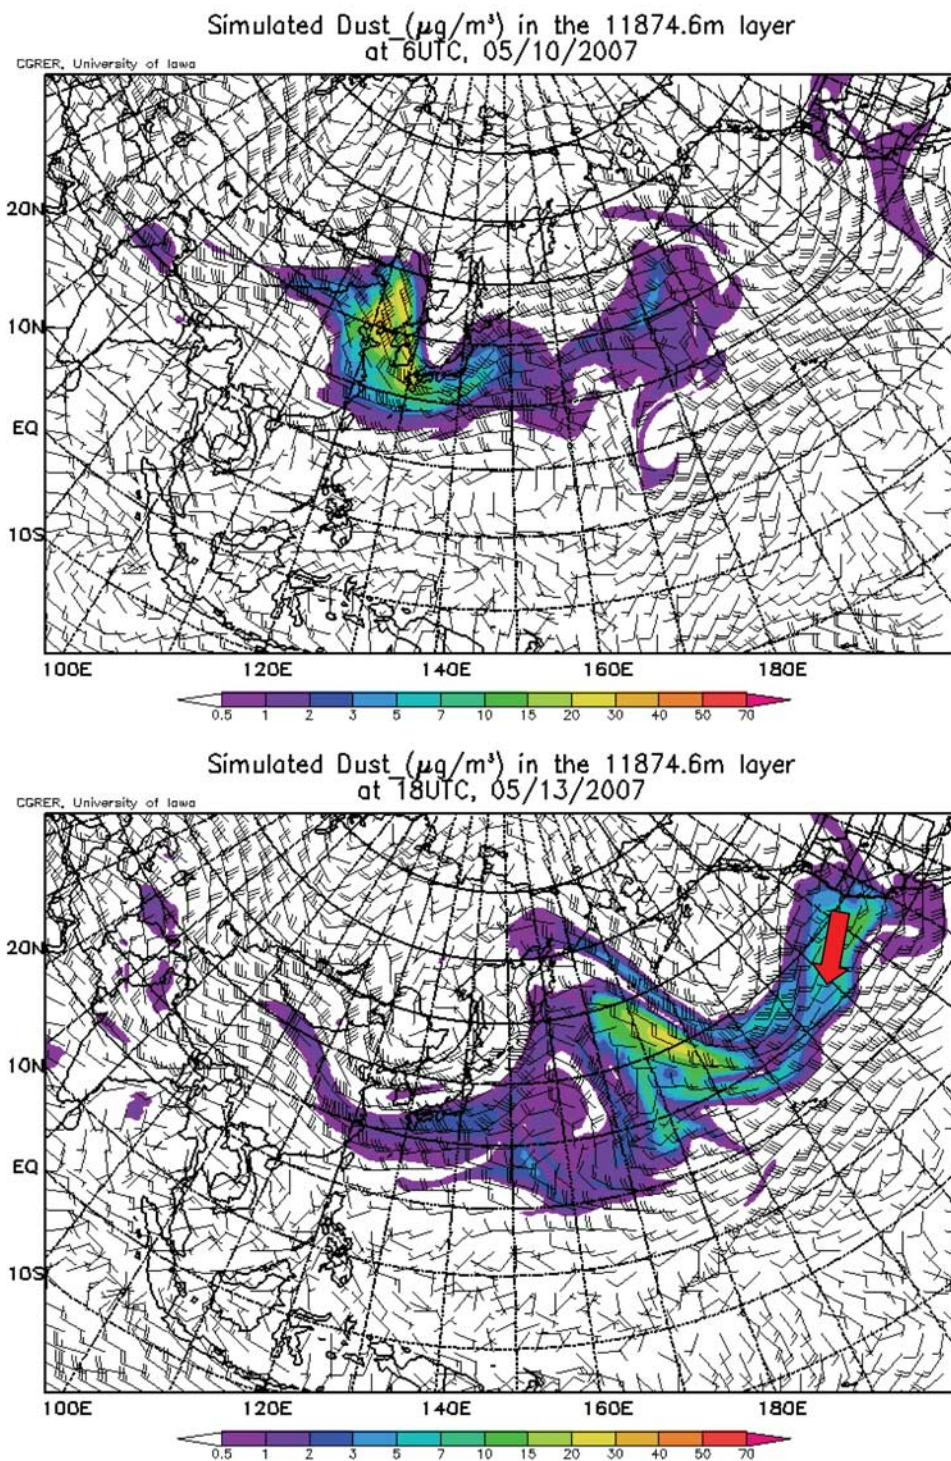 Simulated Dust_(μg/m³) in the 11874.6m layer
at 6UTC, 05/10/2007
CGRER, University of Iowa
20N
10N
EQ
10S
100E 120E 140E 160E 180E
0.5 1 2 3 5 7 10 15 20 30 40 50 70
Simulated Dust_(μg/m³) in the 11874.6m layer
at 18UTC, 05/13/2007
CGRER, University of Iowa
20N
10N
EQ
10S
100E 120E 140E 160E 180E
0.5 1 2 3 5 7 10 15 20 30 40 50 70